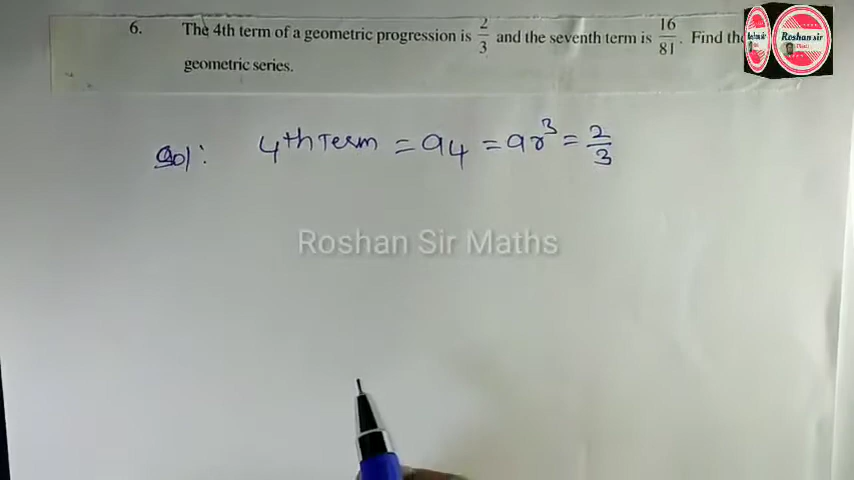 6. The 4th term of a geometric progression is 2/3 and the seventh term is 16/81. Find the
geometric series.
Sol: 4th Term = a4 = ar³ = 2/3
Roshan Sir Maths
Roshan sir